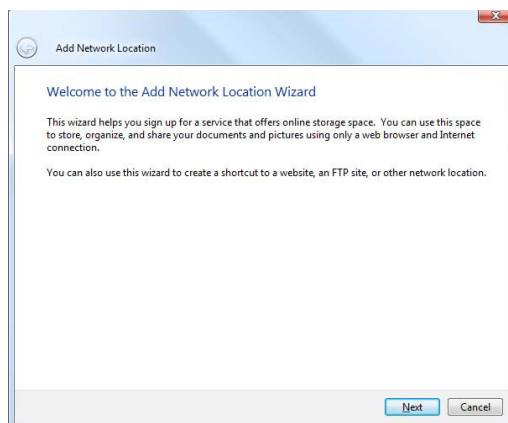 Add Network Location
Welcome to the Add Network Location Wizard
This wizard helps you sign up for a service that offers online storage space.  You can use this space
to store, organize, and share your documents and pictures using only a web browser and Internet
connection.
You can also use this wizard to create a shortcut to a website, an FTP site, or other network location.
Next
Cancel